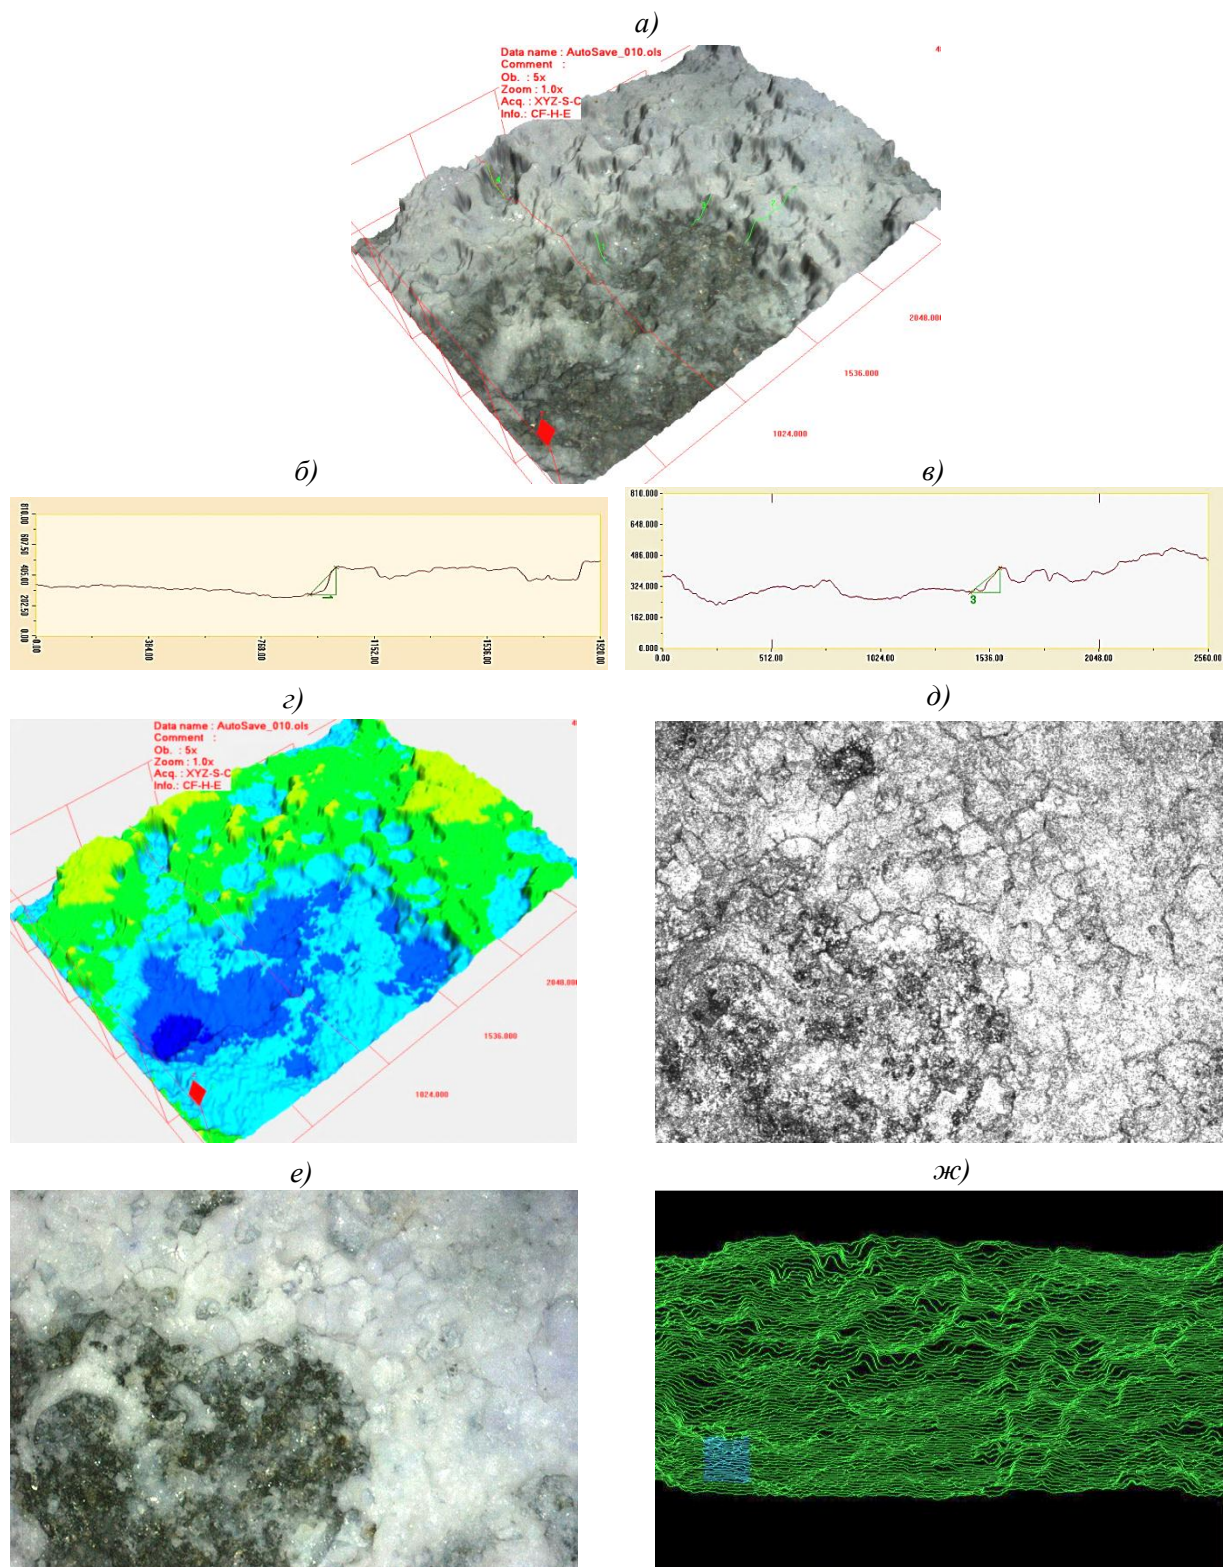 а)
Data name : AutoSave_010.ols
Comment :
Ob. : 5x
Zoom : 1.0x
Acq. : XYZ-S-C
Info.: CF-H-E
2048.000
1536.000
1024.000
б)
в)
810.00
607.50
405.00
202.50
0.00
0.00
384.00
768.00
1152.00
1536.00
1920.00
1
810.000
648.000
486.000
324.000
162.000
0.000
0.00
512.00
1024.00
1536.00
2048.00
2560.00
3
г)
д)
Data name : AutoSave_010.ols
Comment :
Ob. : 5x
Zoom : 1.0x
Acq. : XYZ-S-C
Info.: CF-H-E
2048.000
1536.000
1024.000
е)
ж)